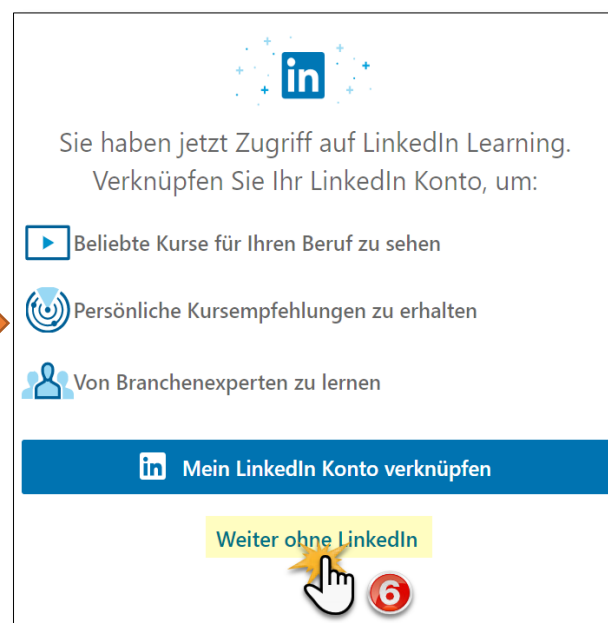 in
Sie haben jetzt Zugriff auf LinkedIn Learning.
Verknüpfen Sie Ihr LinkedIn Konto, um:
Beliebte Kurse für Ihren Beruf zu sehen
Persönliche Kursempfehlungen zu erhalten
Von Branchenexperten zu lernen
in Mein LinkedIn Konto verknüpfen
Weiter ohne LinkedIn
6